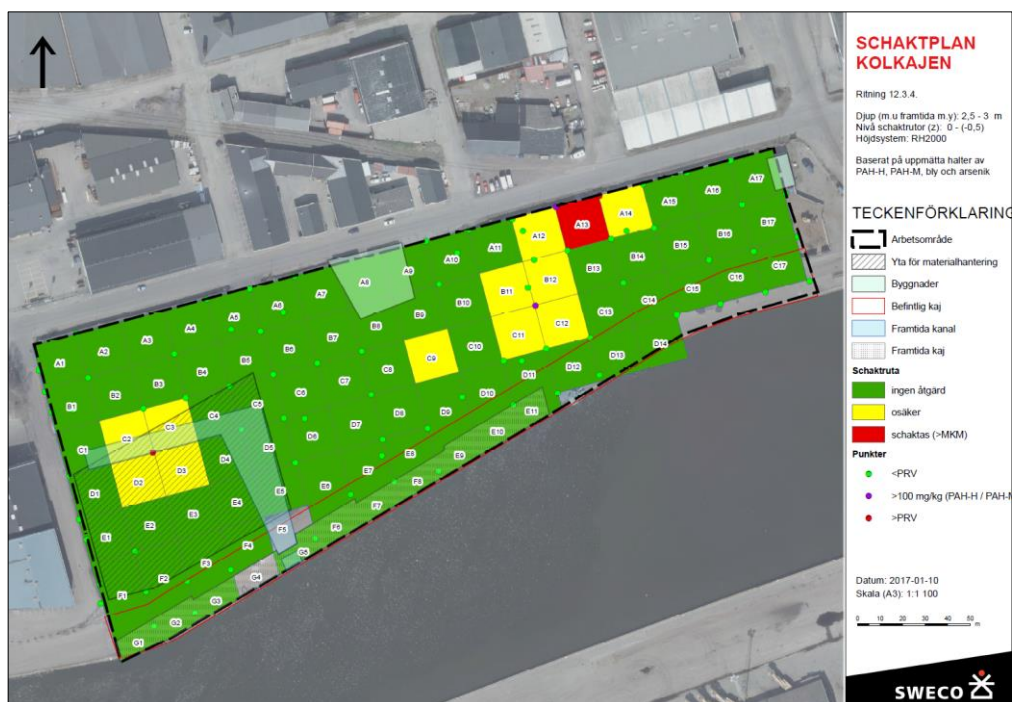 SCHAKTPLAN
KOLKAJEN
Ritning 12.3.4.
Djup (m.u framtida m.y): 2,5 - 3 m
Nivå schaktrutor (z): 0 - (-0,5)
Höjdsystem: RH2000
Baserat på uppmätta halter av
PAH-H, PAH-M, bly och arsenik
TECKENFÖRKLARING
Arbetsområde
Yta för materialhantering
Byggnader
Befintlig kaj
Framtida kanal
Framtida kaj
Schaktruta
ingen åtgärd
osäker
schaktas (>MKM)
Punkter
<PRV
>100 mg/kg (PAH-H / PAH-M
>PRV
Datum: 2017-01-10
Skala (A3): 1:1 100
0 10 20 30 40 50
m
SWECO
A1 A2 A3 A4 A5 A6 A7 A8 A9 A10 A11 A12 A13 A14 A15 A16 A17
B1 B2 B3 B4 B5 B6 B7 B8 B9 B10 B11 B12 B13 B14 B15 B16 B17
C1 C2 C3 C4 C5 C6 C7 C8 C9 C10 C11 C12 C13 C14 C15 C16 C17
D1 D2 D3 D4 D5 D6 D7 D8 D9 D10 D11 D12 D13 D14
E1 E2 E3 E4 E5 E6 E7 E8 E9 E10 E11
F1 F2 F3 F4 F5 F6 F7 F8
G1 G2 G3 G4 G5